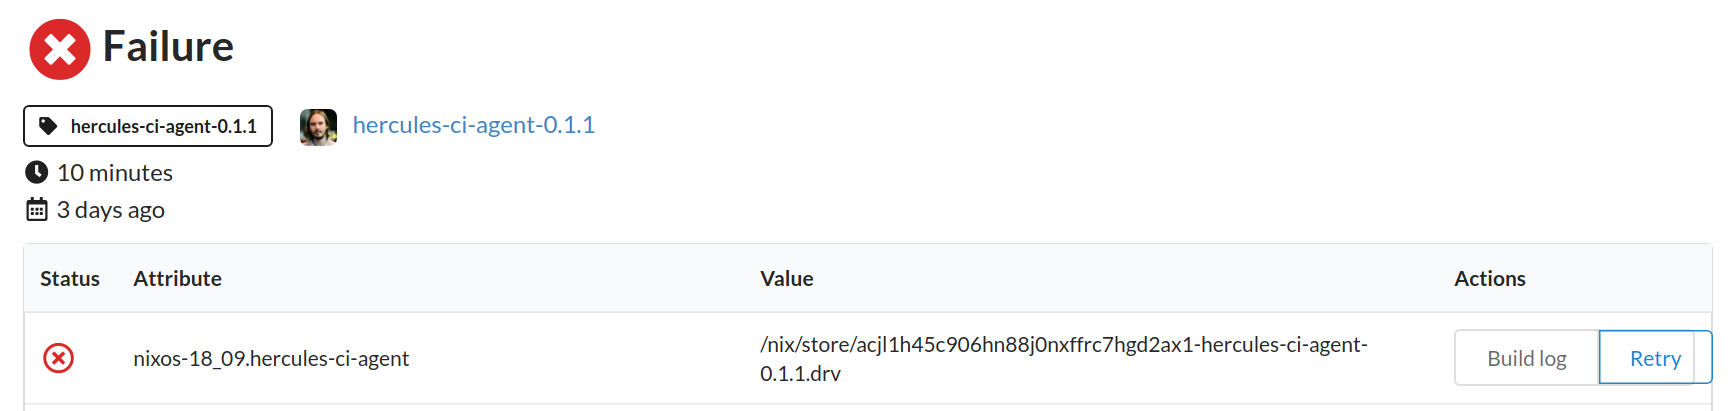 Failure
hercules-ci-agent-0.1.1
hercules-ci-agent-0.1.1
10 minutes
3 days ago
Status Attribute Value Actions
nixos-18_09.hercules-ci-agent
/nix/store/acjl1h45c906hn88j0nxffrc7hgd2ax1-hercules-ci-agent-
0.1.1.drv
Build log Retry